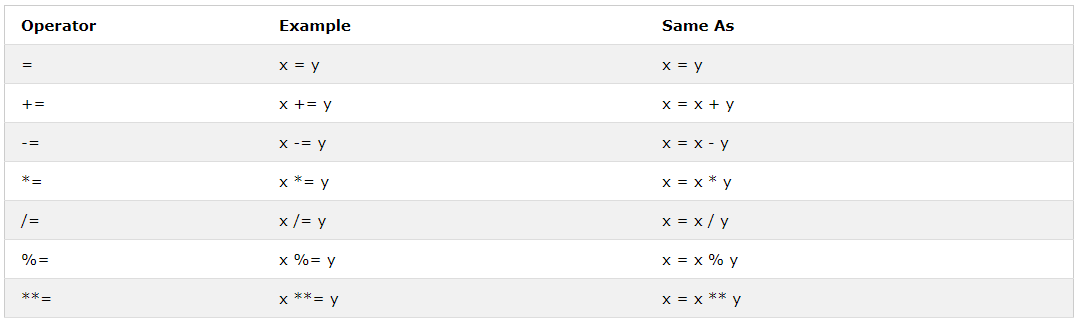 Operator Example Same As
= x = y x = y
+= x += y x = x + y
-= x -= y x = x - y
*= x *= y x = x * y
/= x /= y x = x / y
%= x %= y x = x % y
**= x **= y x = x ** y